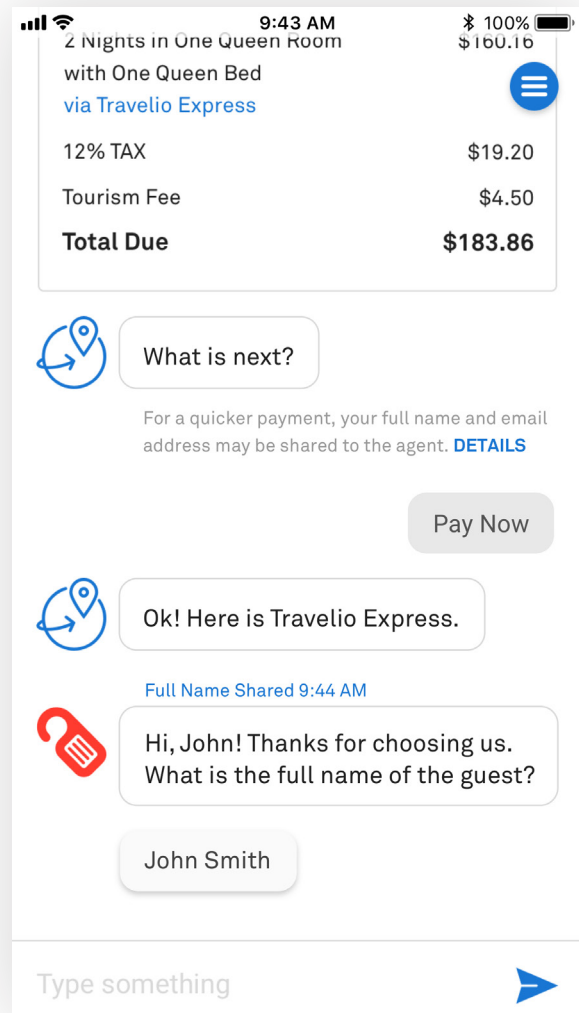 9:43 AM
100%
2 Nights in One Queen Room $160.16
with One Queen Bed
via Travelio Express
12% TAX $19.20
Tourism Fee $4.50
Total Due $183.86
What is next?
For a quicker payment, your full name and email
address may be shared to the agent. DETAILS
Pay Now
Ok! Here is Travelio Express.
Full Name Shared 9:44 AM
Hi, John! Thanks for choosing us.
What is the full name of the guest?
John Smith
Type something